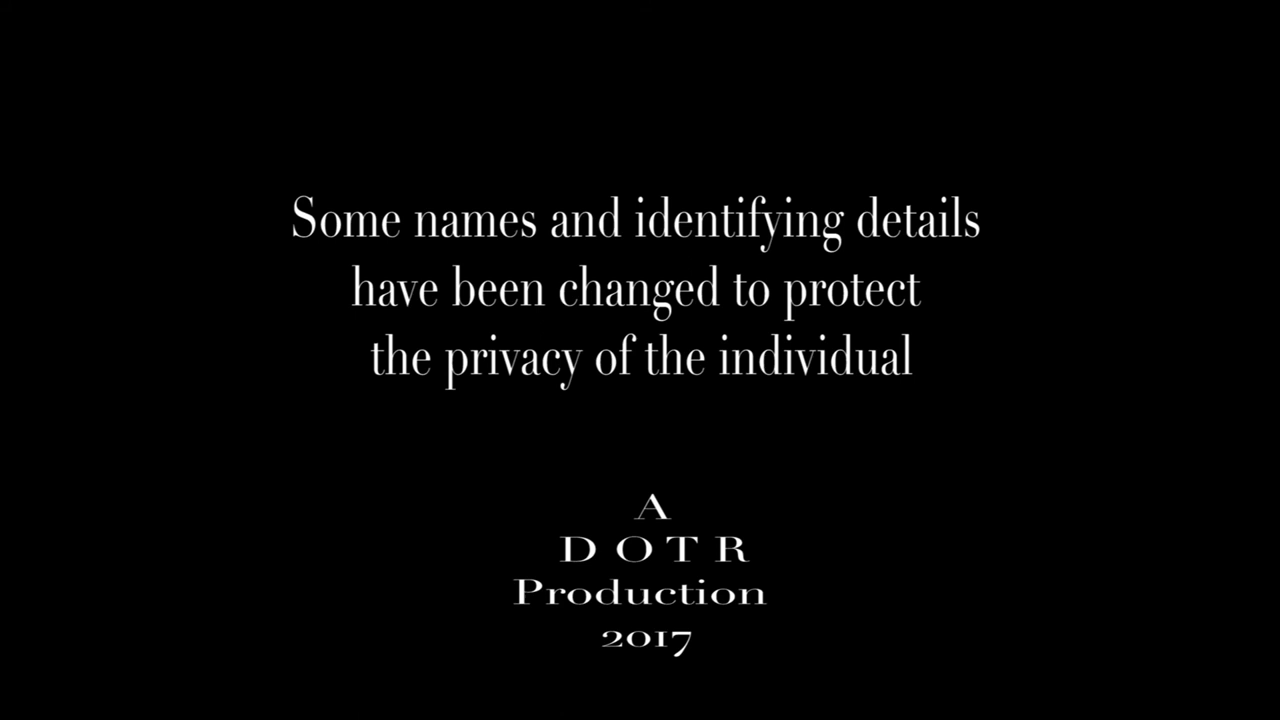 Some names and identifying details
have been changed to protect
the privacy of the individual
A
D O T R
Production
2017